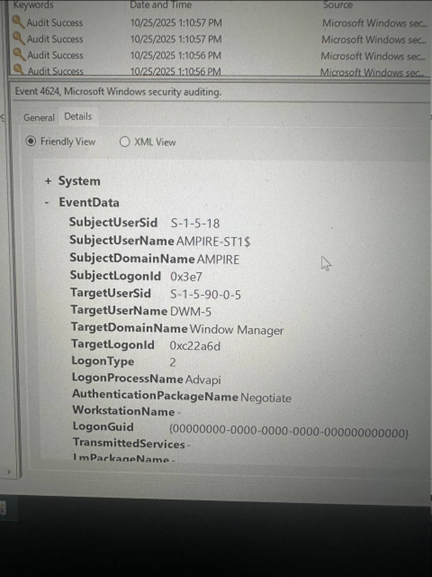 Keywords Date and Time Source
Audit Success 10/25/2025 1:10:57 PM Microsoft Windows sec...
Audit Success 10/25/2025 1:10:57 PM Microsoft Windows sec...
Audit Success 10/25/2025 1:10:56 PM Microsoft Windows sec...
Audit Success 10/25/2025 1:10:56 PM Microsoft Windows sec...
Event 4624, Microsoft Windows security auditing.
General Details
Friendly View XML View
+ System
- EventData
SubjectUserSid S-1-5-18
SubjectUserName AMPIRE-ST1$
SubjectDomainName AMPIRE
SubjectLogonId 0x3e7
TargetUserSid S-1-5-90-0-5
TargetUserName DWM-5
TargetDomainName Window Manager
TargetLogonId 0xc22a6d
LogonType 2
LogonProcessName Advapi
AuthenticationPackageName Negotiate
WorkstationName -
LogonGuid {00000000-0000-0000-0000-000000000000}
TransmittedServices -
LmPackageName -